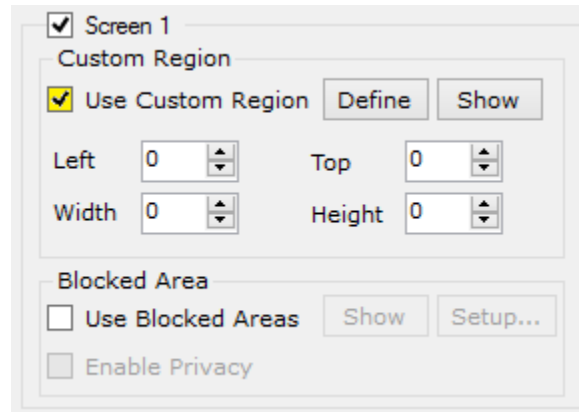 Screen 1
Custom Region
Use Custom Region Define Show
Left 0 Top 0
Width 0 Height 0
Blocked Area
Use Blocked Areas Show Setup...
Enable Privacy